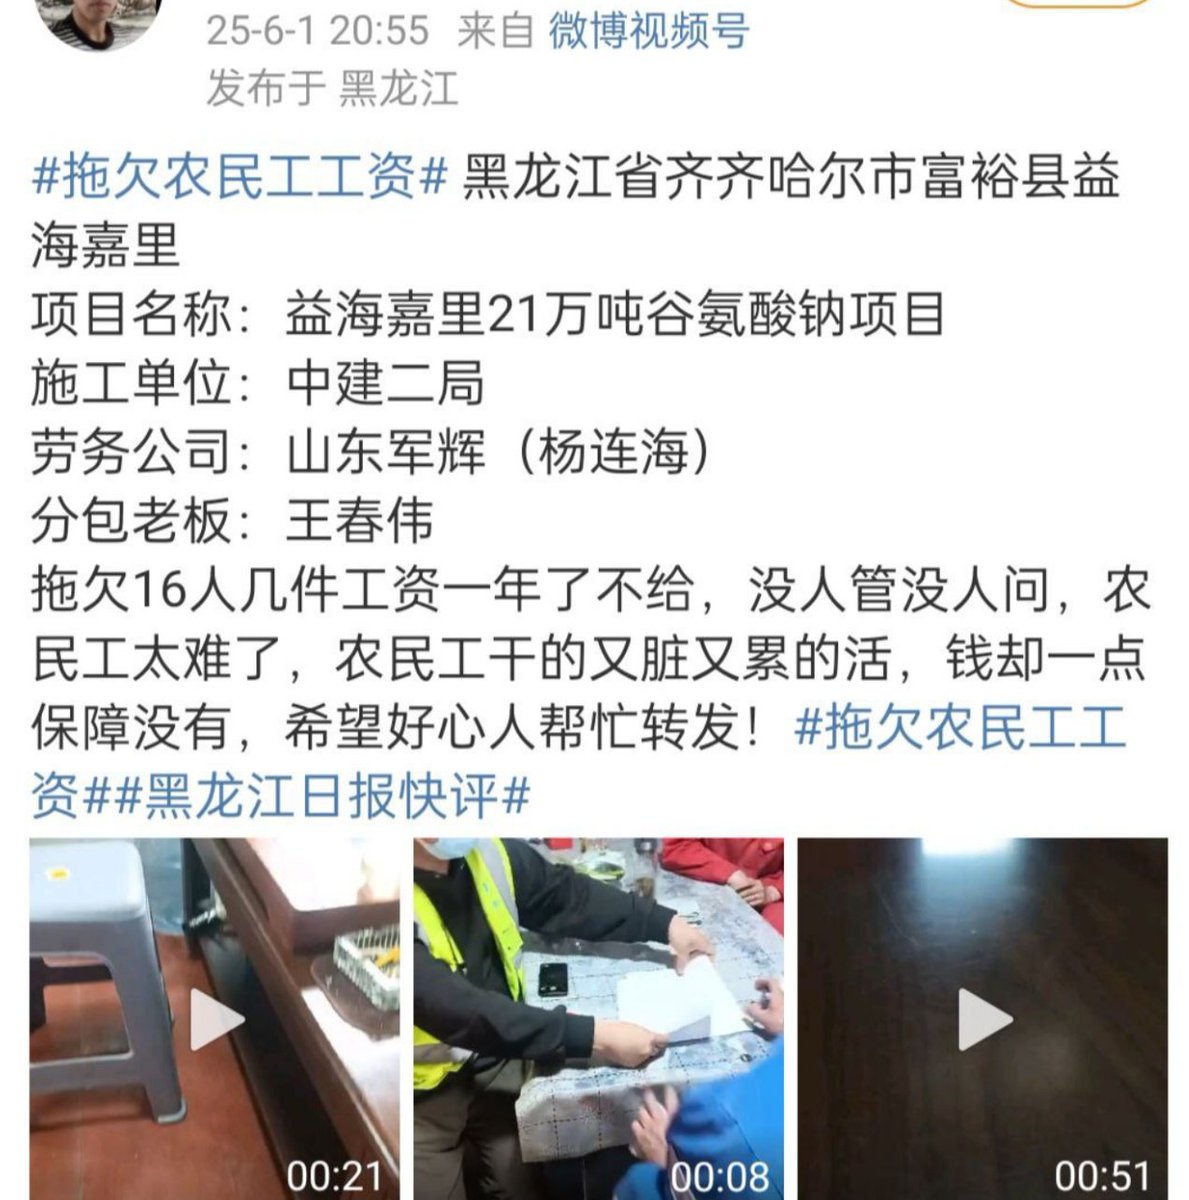 25-6-1 20:55 来自 微博视频号
发布于 黑龙江
#拖欠农民工工资# 黑龙江省齐齐哈尔市富裕县益
海嘉里
项目名称：益海嘉里21万吨谷氨酸钠项目
施工单位：中建二局
劳务公司：山东军辉（杨连海）
分包老板：王春伟
拖欠16人几件工资一年了不给，没人管没人问，农
民工太难了，农民工干的又脏又累的活，钱却一点
保障没有，希望好心人帮忙转发！#拖欠农民工工
资##黑龙江日报快评#
00:21
00:08
00:51